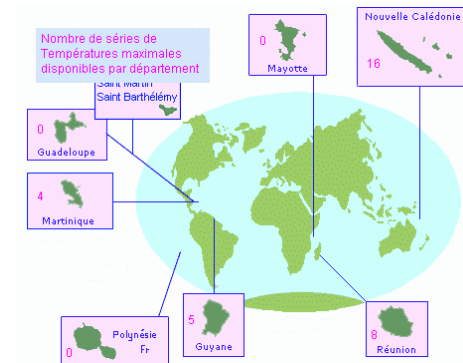 Nombre de séries de
Températures maximales
disponibles par département
Saint Martin
Saint Barthélémy
0
Guadeloupe
4
Martinique
0
Polynésie
Fr
5
Guyane
0
Mayotte
Nouvelle Calédonie
16
8
Réunion